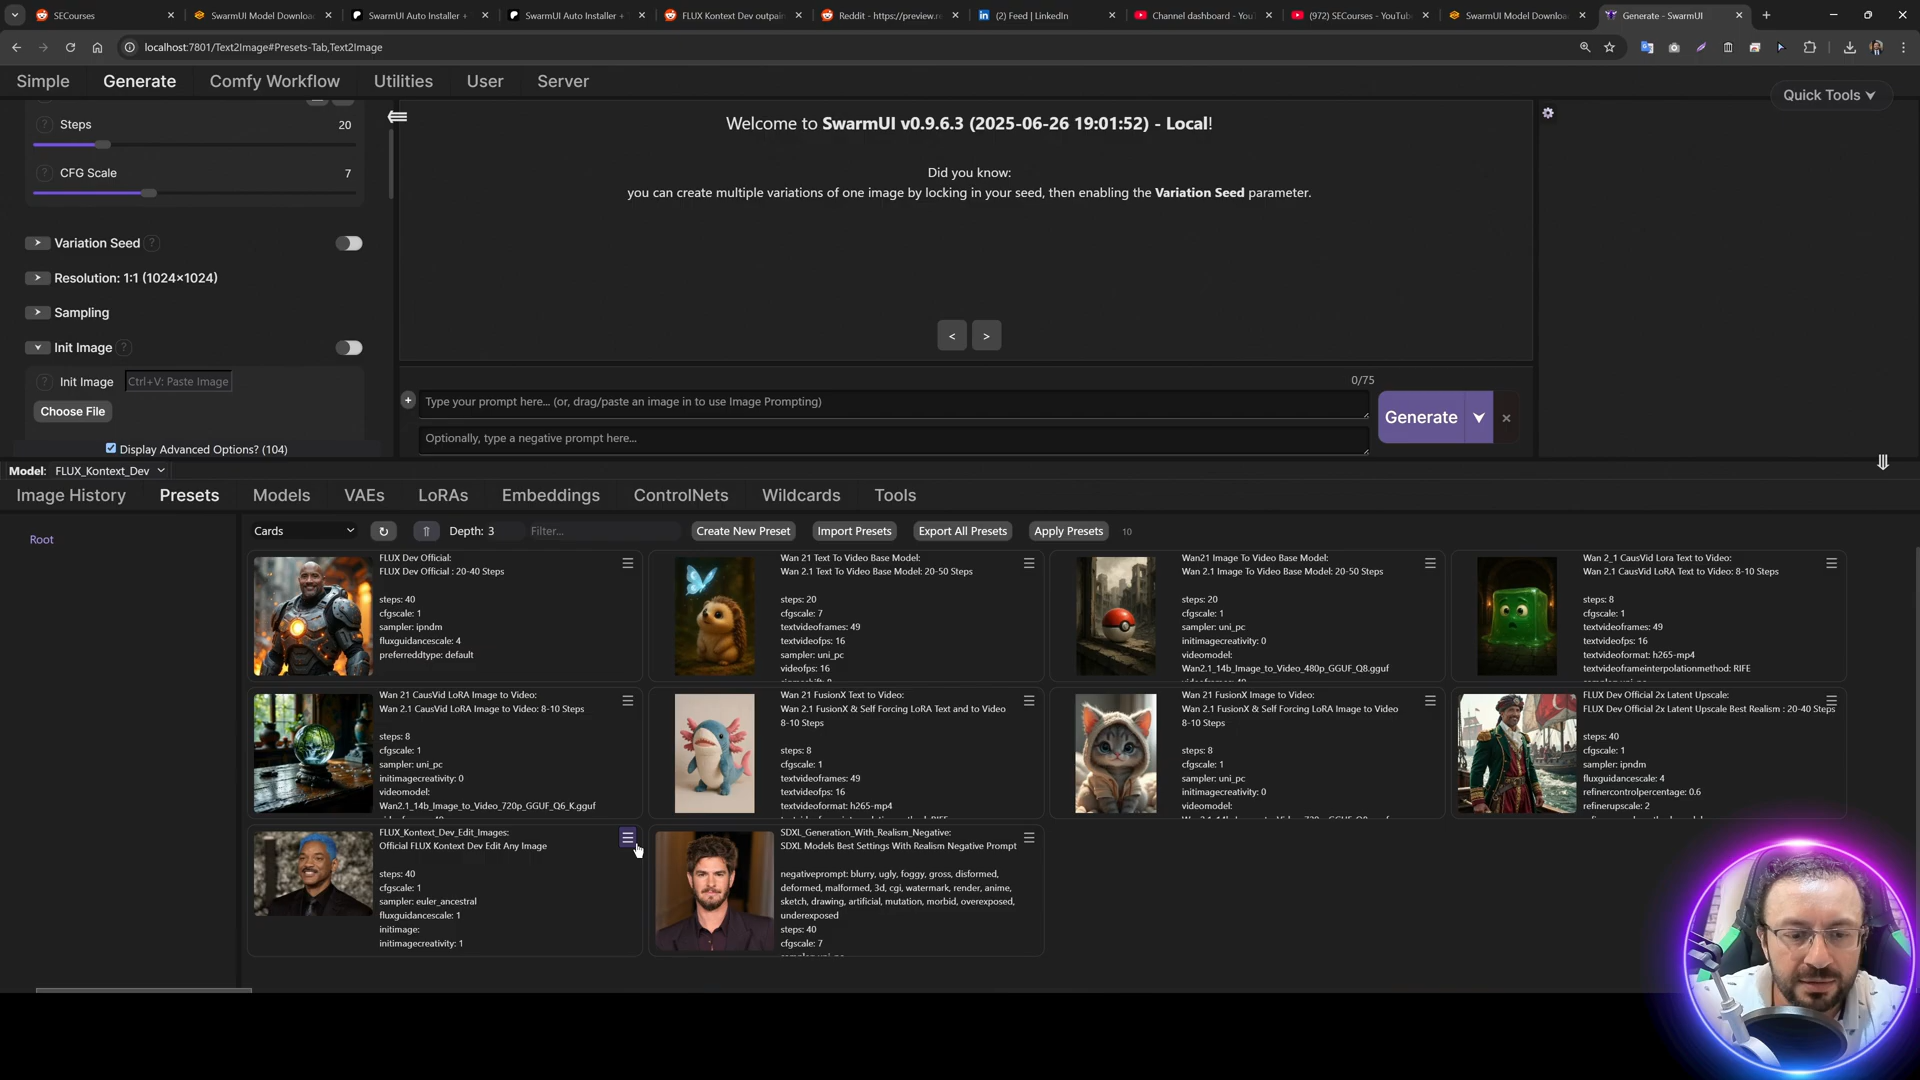 SECourses
SwarmUI Model Downloa
SwarmUI Auto Installer +
SwarmUI Auto Installer +
FLUX Kontext Dev outpain
Reddit - https://preview.re
(2) Feed | LinkedIn
Channel dashboard - You
(972) SECourses - YouTube
SwarmUI Model Downloa
Generate - SwarmUI
localhost:7801/Text2Image#Presets-Tab,Text2Image
Simple
Generate
Comfy Workflow
Utilities
User
Server
Quick Tools
? Steps
20
? CFG Scale
7
Variation Seed ?
Resolution: 1:1 (1024×1024)
Sampling
Init Image ?
? Init Image
Ctrl+V: Paste Image
Choose File
Display Advanced Options? (104)
Welcome to SwarmUI v0.9.6.3 (2025-06-26 19:01:52) - Local!
Did you know:
you can create multiple variations of one image by locking in your seed, then enabling the Variation Seed parameter.
< >
0/75
+
Type your prompt here... (or, drag/paste an image in to use Image Prompting)
Optionally, type a negative prompt here...
Generate
×
Model: FLUX_Kontext_Dev
Image History
Presets
Models
VAEs
LoRAs
Embeddings
ControlNets
Wildcards
Tools
Root
Cards
Depth: 3
Filter...
Create New Preset
Import Presets
Export All Presets
Apply Presets
10
FLUX Dev Official:
FLUX Dev Official : 20-40 Steps
steps: 40
cfgscale: 1
sampler: ipndm
fluxguidancescale: 4
preferreddtype: default
Wan 21 Text To Video Base Model:
Wan 2.1 Text To Video Base Model: 20-50 Steps
steps: 20
cfgscale: 7
textvideoframes: 49
textvideofps: 16
sampler: uni_pc
videofps: 16
sigmashift: 8
Wan21 Image To Video Base Model:
Wan 2.1 Image To Video Base Model: 20-50 Steps
steps: 20
cfgscale: 1
sampler: uni_pc
initimagecreativity: 0
videomodel:
Wan2.1_14b_Image_to_Video_480p_GGUF_Q8.gguf
Wan 2_1 CausVid Lora Text to Video:
Wan 2.1 CausVid LoRA Text to Video: 8-10 Steps
steps: 8
cfgscale: 1
textvideoframes: 49
textvideofps: 16
textvideoformat: h265-mp4
textvideoframeinterpolationmethod: RIFE
Wan 21 CausVid LoRA Image to Video:
Wan 2.1 CausVid LoRA Image to Video: 8-10 Steps
steps: 8
cfgscale: 1
sampler: uni_pc
initimagecreativity: 0
videomodel:
Wan2.1_14b_Image_to_Video_720p_GGUF_Q6_K.gguf
Wan 21 FusionX Text to Video:
Wan 2.1 FusionX & Self Forcing LoRA Text and to Video
8-10 Steps
steps: 8
cfgscale: 1
textvideoframes: 49
textvideofps: 16
textvideoformat: h265-mp4
Wan 21 FusionX Image to Video:
Wan 2.1 FusionX & Self Forcing LoRA Image to Video
8-10 Steps
steps: 8
cfgscale: 1
sampler: uni_pc
initimagecreativity: 0
videomodel:
FLUX Dev Official 2x Latent Upscale:
FLUX Dev Official 2x Latent Upscale Best Realism : 20-40 Steps
steps: 40
cfgscale: 1
sampler: ipndm
fluxguidancescale: 4
refinercontrolpercentage: 0.6
refinerupscale: 2
FLUX_Kontext_Dev_Edit_Images:
Official FLUX Kontext Dev Edit Any Image
steps: 40
cfgscale: 1
sampler: euler_ancestral
fluxguidancescale: 1
initimage:
initimagecreativity: 1
SDXL_Generation_With_Realism_Negative:
SDXL Models Best Settings With Realism Negative Prompt
negativeprompt: blurry, ugly, foggy, gross, disformed,
deformed, malformed, 3d, cgi, watermark, render, anime,
sketch, drawing, artificial, mutation, morbid, overexposed,
underexposed
steps: 40
cfgscale: 7